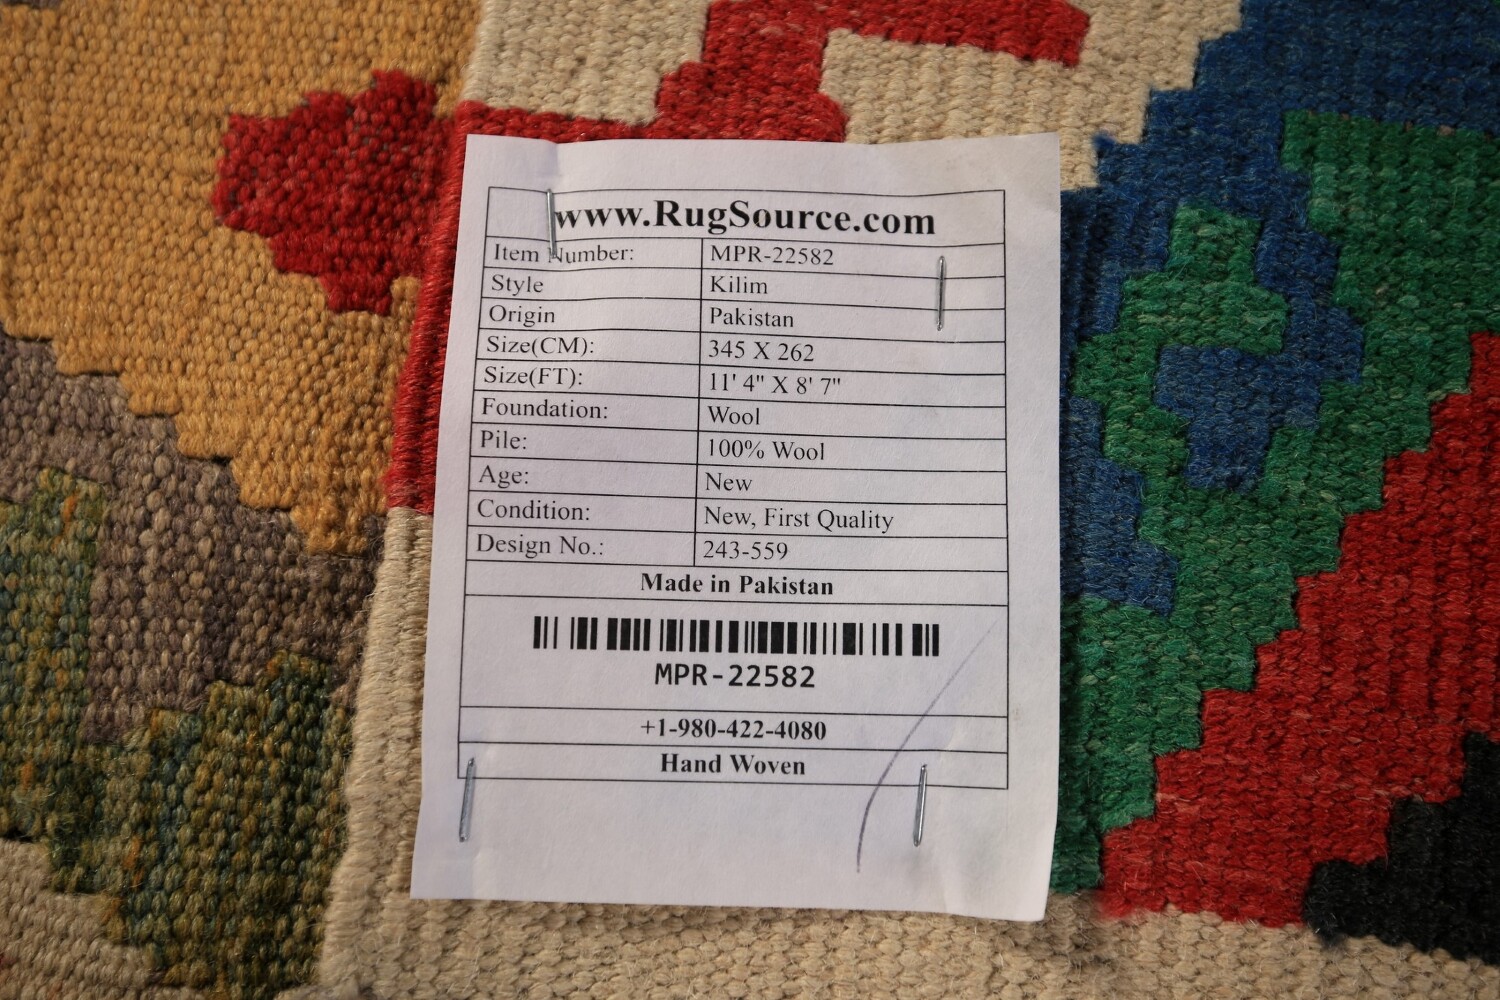 www.RugSource.com
Item Number: MPR-22582
Style Kilim
Origin Pakistan
Size(CM): 345 X 262
Size(FT): 11' 4" X 8' 7"
Foundation: Wool
Pile: 100% Wool
Age: New
Condition: New, First Quality
Design No.: 243-559
Made in Pakistan
MPR-22582
+1-980-422-4080
Hand Woven